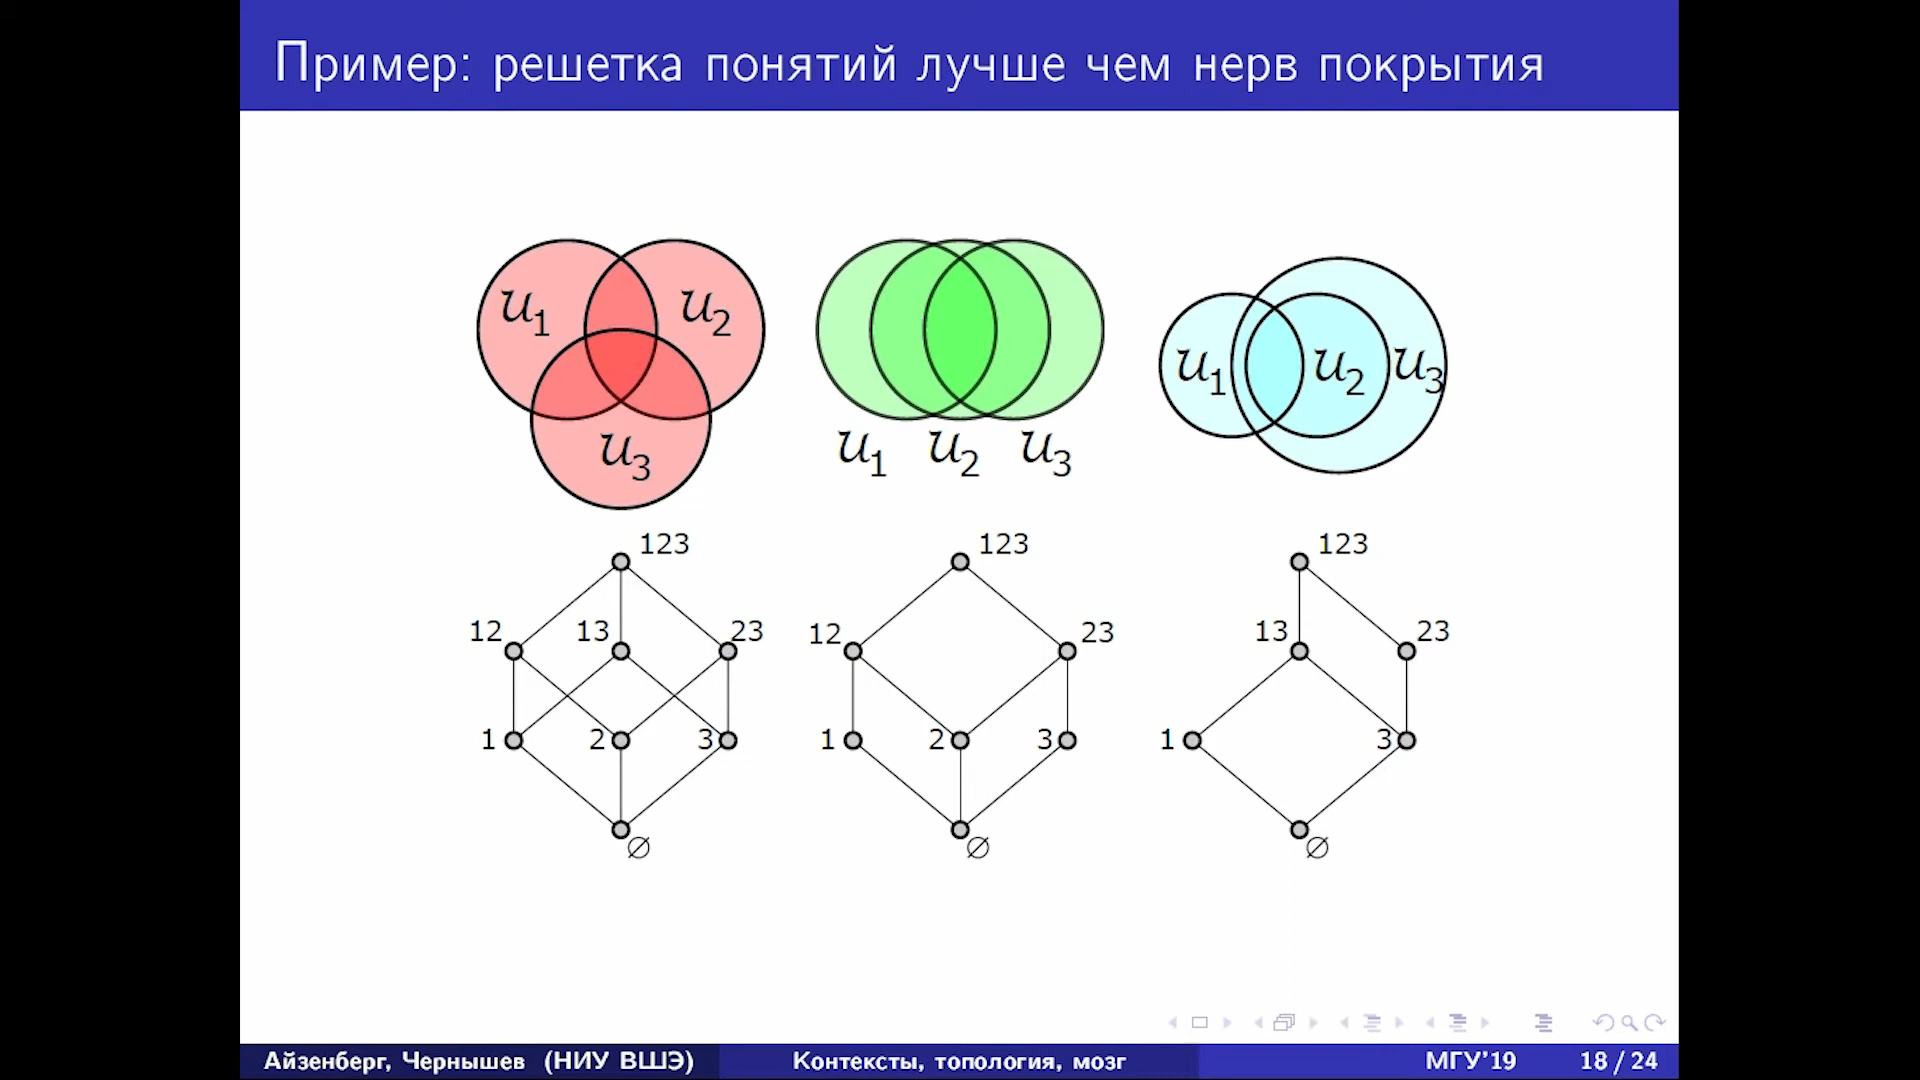 Пример: решетка понятий лучше чем нерв покрытия
U1 U2
U3
U1 U2 U3
U1 U2 U3
123 123 123
12 13 23 12 23 13 23
1 2 3 1 2 3 1 3
∅ ∅ ∅
Айзенберг, Чернышев (НИУ ВШЭ) Контексты, топология, мозг МГУ'19 18 / 24